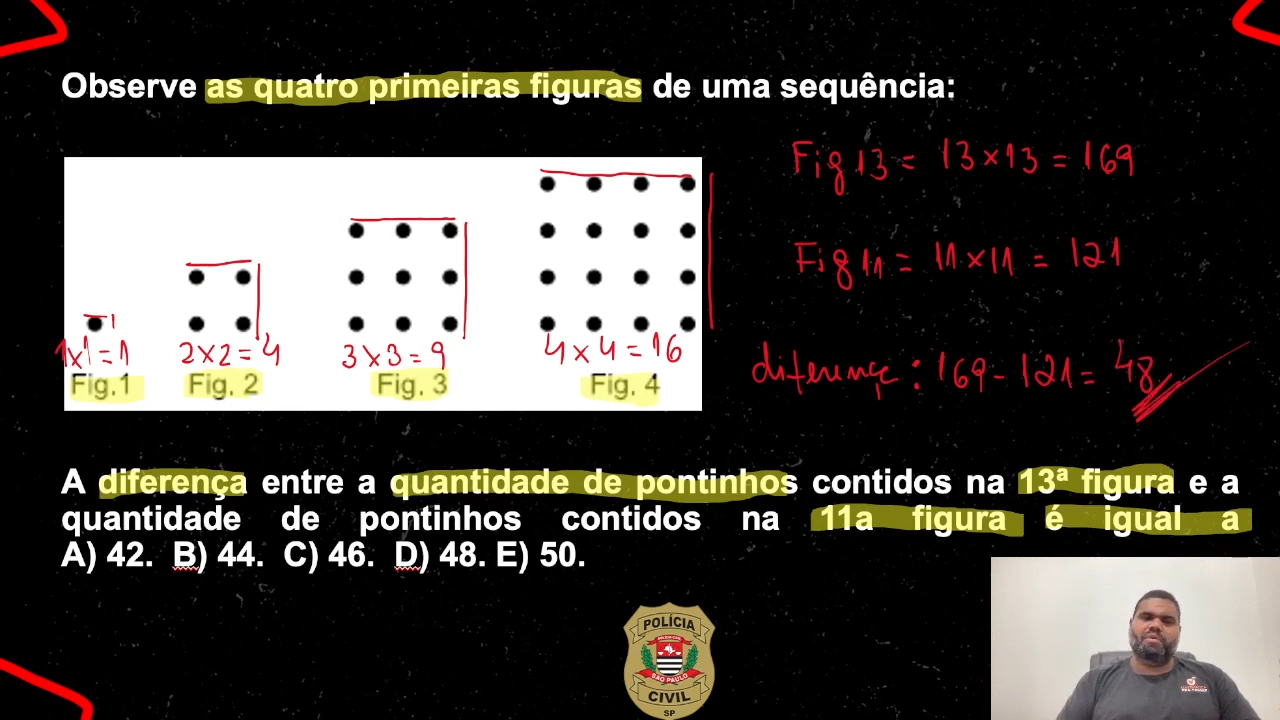 Observe as quatro primeiras figuras de uma sequência:
Fig 13 = 13 × 13 = 169
Fig 11 = 11 × 11 = 121
1×1=1 2×2=4 3×3=9 4×4=16
Fig.1 Fig. 2 Fig. 3 Fig. 4
diferença: 169 - 121 = 48
A diferença entre a quantidade de pontinhos contidos na 13ª figura e a
quantidade de pontinhos contidos na 11a figura é igual a
A) 42. B) 44. C) 46. D) 48. E) 50.
POLÍCIA
SÃO PAULO
CIVIL
SP